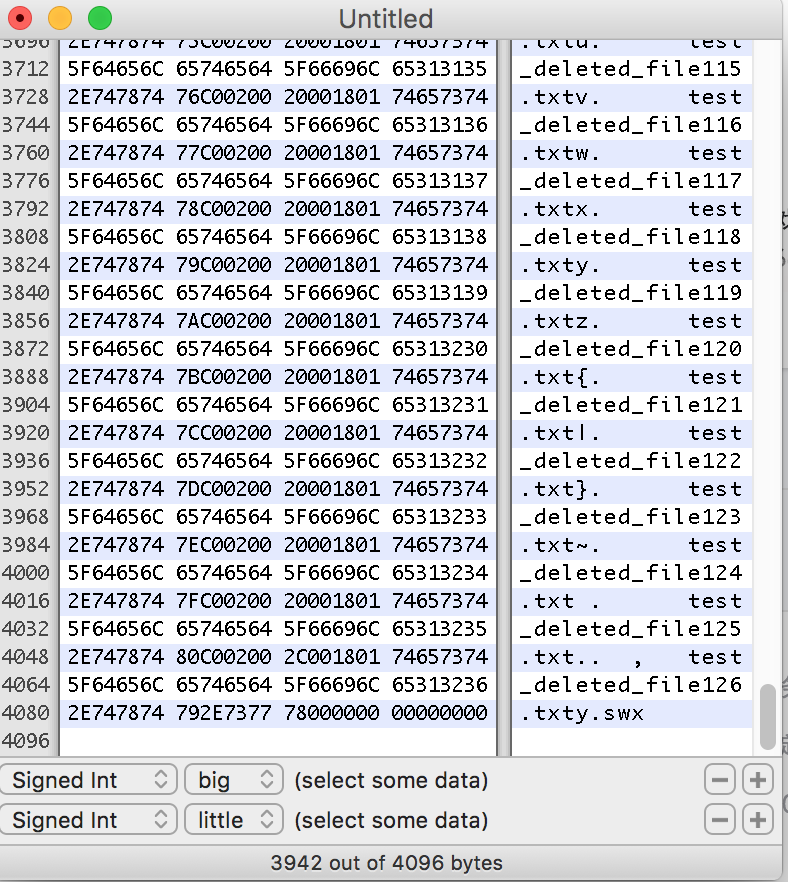 Untitled
3696 2E747874 75C00200 20001801 74657374 .txtu. test
3712 5F64656C 65746564 5F66696C 65313135 _deleted_file115
3728 2E747874 76C00200 20001801 74657374 .txtv. test
3744 5F64656C 65746564 5F66696C 65313136 _deleted_file116
3760 2E747874 77C00200 20001801 74657374 .txtw. test
3776 5F64656C 65746564 5F66696C 65313137 _deleted_file117
3792 2E747874 78C00200 20001801 74657374 .txtx. test
3808 5F64656C 65746564 5F66696C 65313138 _deleted_file118
3824 2E747874 79C00200 20001801 74657374 .txty. test
3840 5F64656C 65746564 5F66696C 65313139 _deleted_file119
3856 2E747874 7AC00200 20001801 74657374 .txtz. test
3872 5F64656C 65746564 5F66696C 65313230 _deleted_file120
3888 2E747874 7BC00200 20001801 74657374 .txt{. test
3904 5F64656C 65746564 5F66696C 65313231 _deleted_file121
3920 2E747874 7CC00200 20001801 74657374 .txt|. test
3936 5F64656C 65746564 5F66696C 65313232 _deleted_file122
3952 2E747874 7DC00200 20001801 74657374 .txt}. test
3968 5F64656C 65746564 5F66696C 65313233 _deleted_file123
3984 2E747874 7EC00200 20001801 74657374 .txt~. test
4000 5F64656C 65746564 5F66696C 65313234 _deleted_file124
4016 2E747874 7FC00200 20001801 74657374 .txt . test
4032 5F64656C 65746564 5F66696C 65313235 _deleted_file125
4048 2E747874 80C00200 2C001801 74657374 .txt.. , test
4064 5F64656C 65746564 5F66696C 65313236 _deleted_file126
4080 2E747874 792E7377 78000000 00000000 .txty.swx
4096
Signed Int big (select some data)
Signed Int little (select some data)
3942 out of 4096 bytes